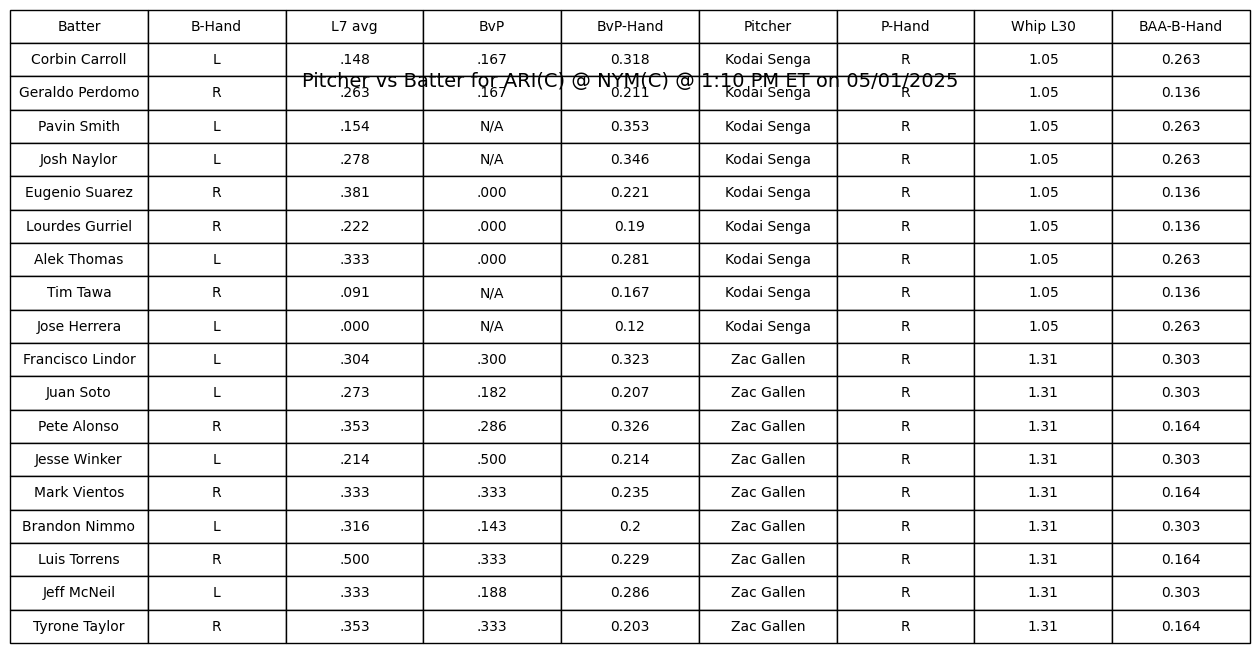 Batter B-Hand L7 avg BvP BvP-Hand Pitcher P-Hand Whip L30 BAA-B-Hand
Corbin Carroll L .148 .167 0.318 Kodai Senga R 1.05 0.263
Pitcher vs Batter for ARI(C) @ NYM(C) @ 1:10 PM ET on 05/01/2025
Geraldo Perdomo R .263 .167 0.211 Kodai Senga R 1.05 0.136
Pavin Smith L .154 N/A 0.353 Kodai Senga R 1.05 0.263
Josh Naylor L .278 N/A 0.346 Kodai Senga R 1.05 0.263
Eugenio Suarez R .381 .000 0.221 Kodai Senga R 1.05 0.136
Lourdes Gurriel R .222 .000 0.19 Kodai Senga R 1.05 0.136
Alek Thomas L .333 .000 0.281 Kodai Senga R 1.05 0.263
Tim Tawa R .091 N/A 0.167 Kodai Senga R 1.05 0.136
Jose Herrera L .000 N/A 0.12 Kodai Senga R 1.05 0.263
Francisco Lindor L .304 .300 0.323 Zac Gallen R 1.31 0.303
Juan Soto L .273 .182 0.207 Zac Gallen R 1.31 0.303
Pete Alonso R .353 .286 0.326 Zac Gallen R 1.31 0.164
Jesse Winker L .214 .500 0.214 Zac Gallen R 1.31 0.303
Mark Vientos R .333 .333 0.235 Zac Gallen R 1.31 0.164
Brandon Nimmo L .316 .143 0.2 Zac Gallen R 1.31 0.303
Luis Torrens R .500 .333 0.229 Zac Gallen R 1.31 0.164
Jeff McNeil L .333 .188 0.286 Zac Gallen R 1.31 0.303
Tyrone Taylor R .353 .333 0.203 Zac Gallen R 1.31 0.164